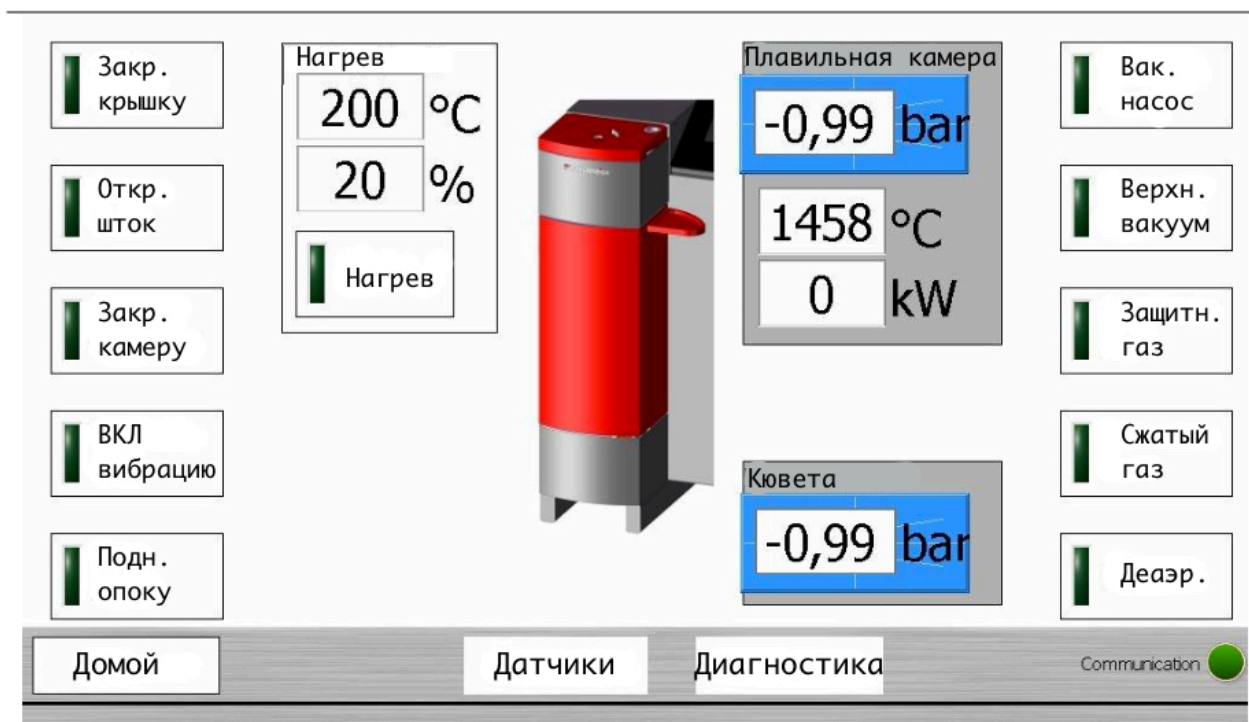 Закр.
крышку
Откр.
шток
Закр.
камеру
ВКЛ
вибрацию
Подн.
опоку
Нагрев
200 °C
20 %
Нагрев
Плавильная камера
-0,99 bar
1458 °C
0 kW
Кювета
-0,99 bar
Вак.
насос
Верхн.
вакуум
Защитн.
газ
Сжатый
газ
Деаэр.
Домой
Датчики
Диагностика
Communication